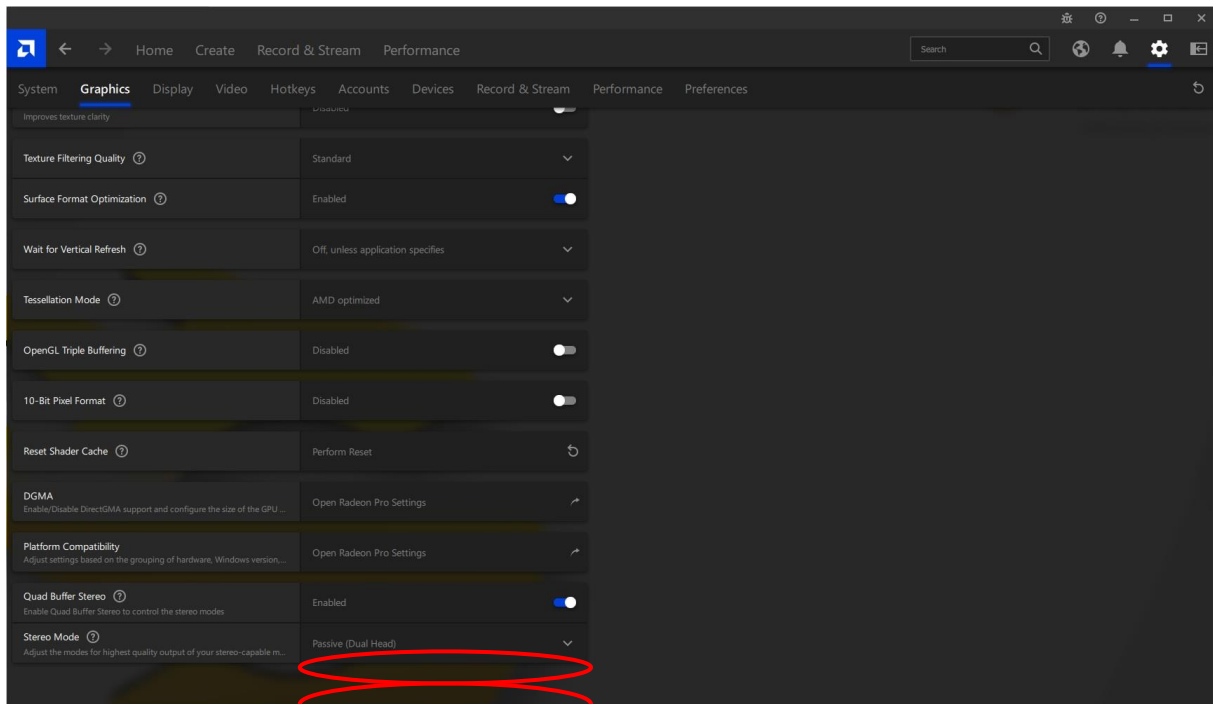 Home Create Record & Stream Performance Search
System Graphics Display Video Hotkeys Accounts Devices Record & Stream Performance Preferences
Improves texture clarity Disabled
Texture Filtering Quality Standard
Surface Format Optimization Enabled
Wait for Vertical Refresh Off, unless application specifies
Tessellation Mode AMD optimized
OpenGL Triple Buffering Disabled
10-Bit Pixel Format Disabled
Reset Shader Cache Perform Reset
DGMA
Enable/Disable DirectGMA support and configure the size of the GPU ... Open Radeon Pro Settings
Platform Compatibility
Adjust settings based on the grouping of hardware, Windows version,... Open Radeon Pro Settings
Quad Buffer Stereo
Enable Quad Buffer Stereo to control the stereo modes Enabled
Stereo Mode
Adjust the modes for highest quality output of your stereo-capable m... Passive (Dual Head)